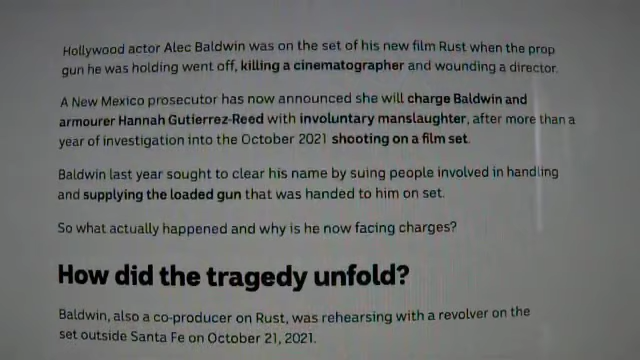 Hollywood actor Alec Baldwin was on the set of his new film Rust when the prop
gun he was holding went off, killing a cinematographer and wounding a director.
A New Mexico prosecutor has now announced she will charge Baldwin and
armourer Hannah Gutierrez-Reed with involuntary manslaughter, after more than a
year of investigation into the October 2021 shooting on a film set.
Baldwin last year sought to clear his name by suing people involved in handling
and supplying the loaded gun that was handed to him on set.
So what actually happened and why is he now facing charges?
How did the tragedy unfold?
Baldwin, also a co-producer on Rust, was rehearsing with a revolver on the
set outside Santa Fe on October 21, 2021.